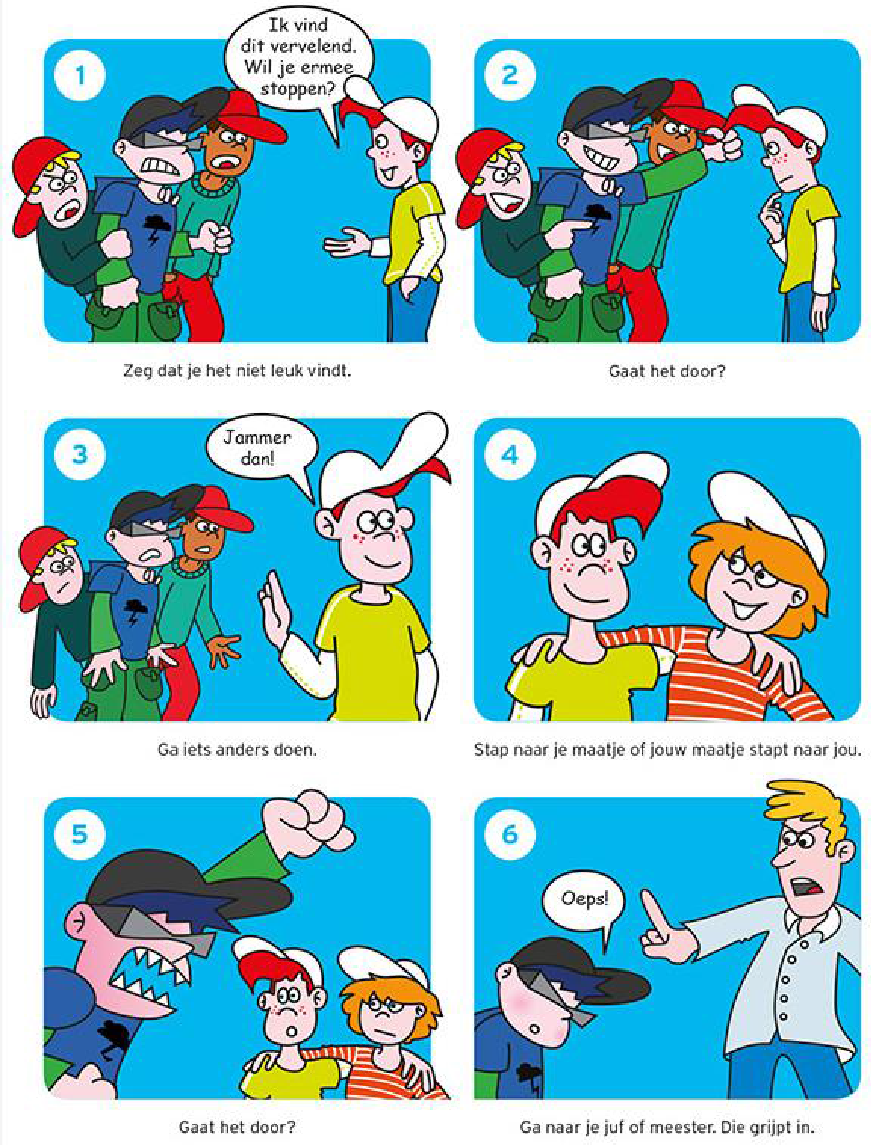 1
Ik vind
dit vervelend.
Wil je ermee
stoppen?
Zeg dat je het niet leuk vindt.
2
Gaat het door?
3
Jammer
dan!
Ga iets anders doen.
4
Stap naar je maatje of jouw maatje stapt naar jou.
5
Gaat het door?
6
Oeps!
Ga naar je juf of meester. Die grijpt in.